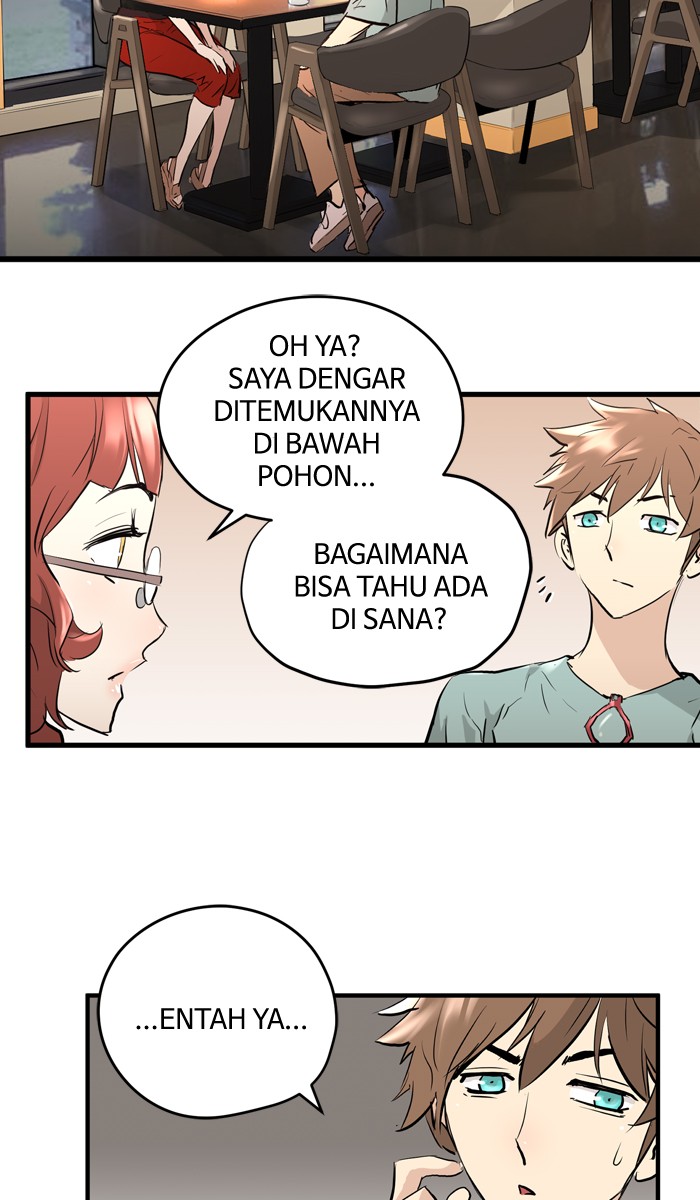 OH YA?
SAYA DENGAR
DITEMUKANNYA
DI BAWAH
POHON...
BAGAIMANA
BISA TAHU ADA
DI SANA?
...ENTAH YA...